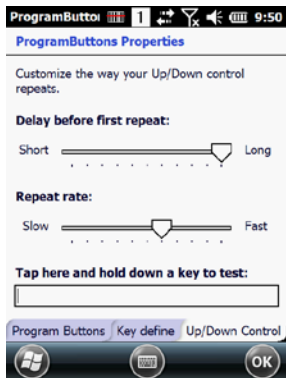 ProgramButtor 1 9:50
ProgramButtons Properties
Customize the way your Up/Down control
repeats.
Delay before first repeat:
Short Long
Repeat rate:
Slow Fast
Tap here and hold down a key to test:
Program Buttons Key define Up/Down Control
OK